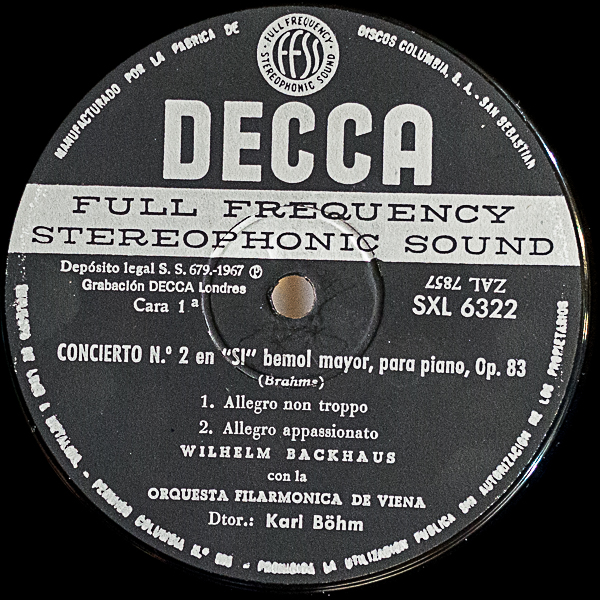 FULL FREQUENCY
ffss
STEREOPHONIC SOUND
MANUFACTURADO POR LA FABRICA DE
DISCOS COLUMBIA, S. A. - SAN SEBASTIAN
DECCA
FULL FREQUENCY
STEREOPHONIC SOUND
Depósito legal S. S. 679.-1967 Ⓟ
Grabación DECCA Londres
Cara 1ª
ZAL 7857
SXL 6322
CONCIERTO N.º 2 en "SI" bemol mayor, para piano, Op. 83
(Brahms)
1. Allegro non troppo
2. Allegro appassionato
WILHELM BACKHAUS
con la
ORQUESTA FILARMONICA DE VIENA
Dtor.: Karl Böhm
PERMISO COLUMBIA N.º - PROHIBIDA LA UTILIZACION PUBLICA SIN AUTORIZACION DE LOS PROPIETARIOS